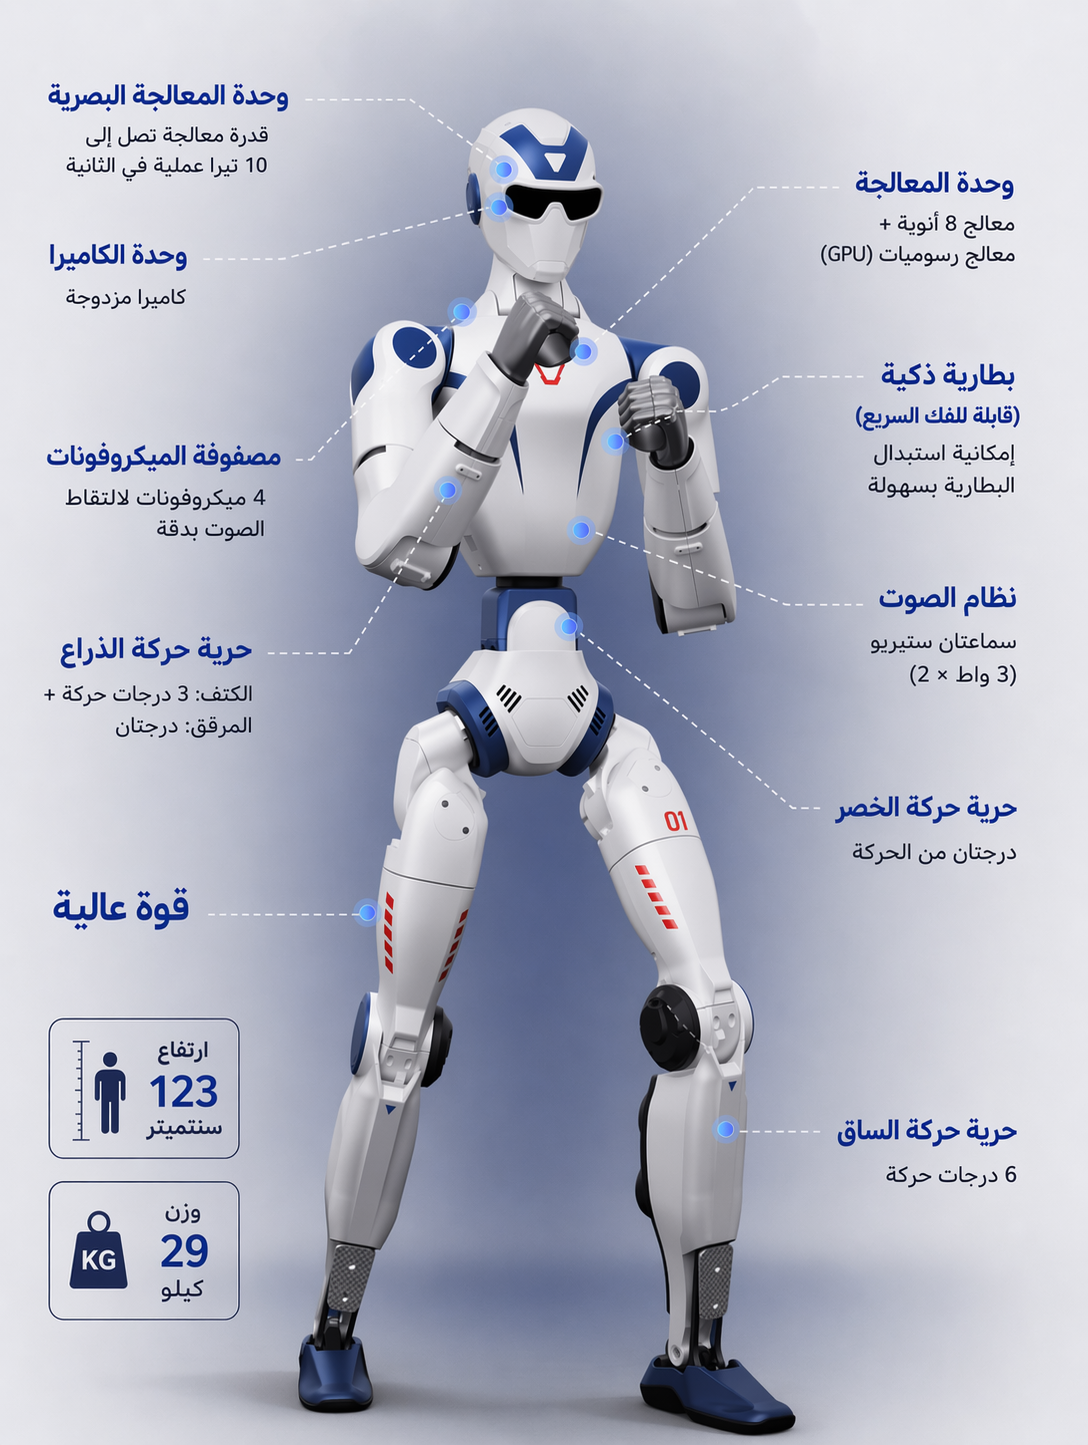 وحدة المعالجة البصرية
قدرة معالجة تصل إلى
10 تيرا عملية في الثانية
وحدة المعالجة
معالج 8 أنوية +
معالج رسوميات (GPU)
وحدة الكاميرا
كاميرا مزدوجة
بطارية ذكية
(قابلة للفك السريع)
إمكانية استبدال
البطارية بسهولة
مصفوفة الميكروفونات
4 ميكروفونات لالتقاط
الصوت بدقة
نظام الصوت
سماعتان ستيريو
(3 واط × 2)
حرية حركة الذراع
الكتف: 3 درجات حركة +
المرقق: درجتان
حرية حركة الخصر
درجتان من الحركة
01
قوة عالية
ارتفاع
123
سنتميتر
حرية حركة الساق
6 درجات حركة
وزن
29
كيلو
KG